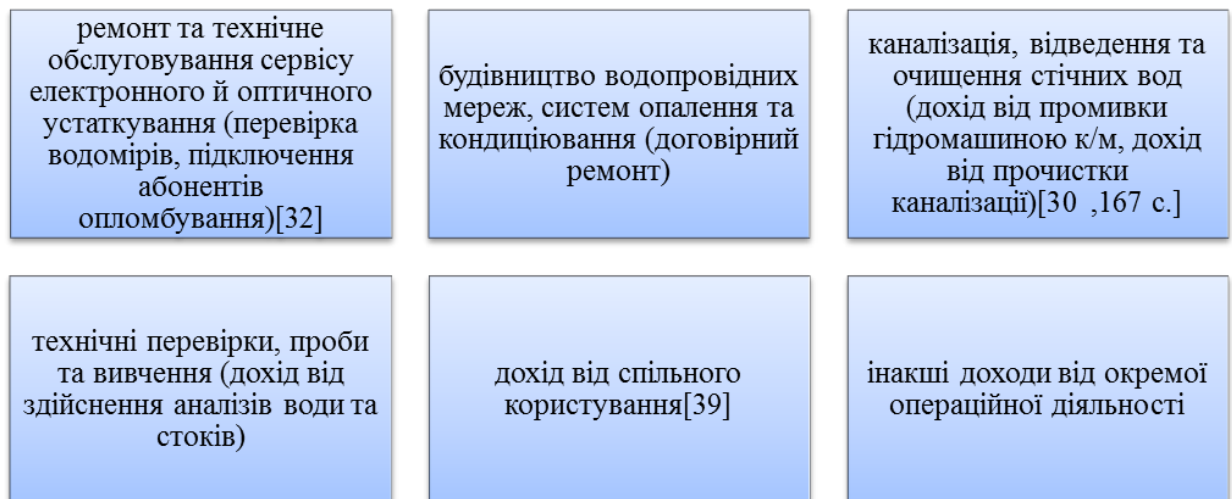 ремонт та технічне
обслуговування сервісу
електронного й оптичного
устаткування (перевірка
водомірів, підключення
абонентів
опломбування)[32]
будівництво водопровідних
мереж, систем опалення та
кондиціювання (договірний
ремонт)
каналізація, відведення та
очищення стічних вод
(дохід від промивки
гідромашиною к/м, дохід
від прочистки
каналізації)[30 ,167 с.]
технічні перевірки, проби
та вивчення (дохід від
здійснення аналізів води та
стоків)
дохід від спільного
користування[39]
інакші доходи від окремої
операційної діяльності